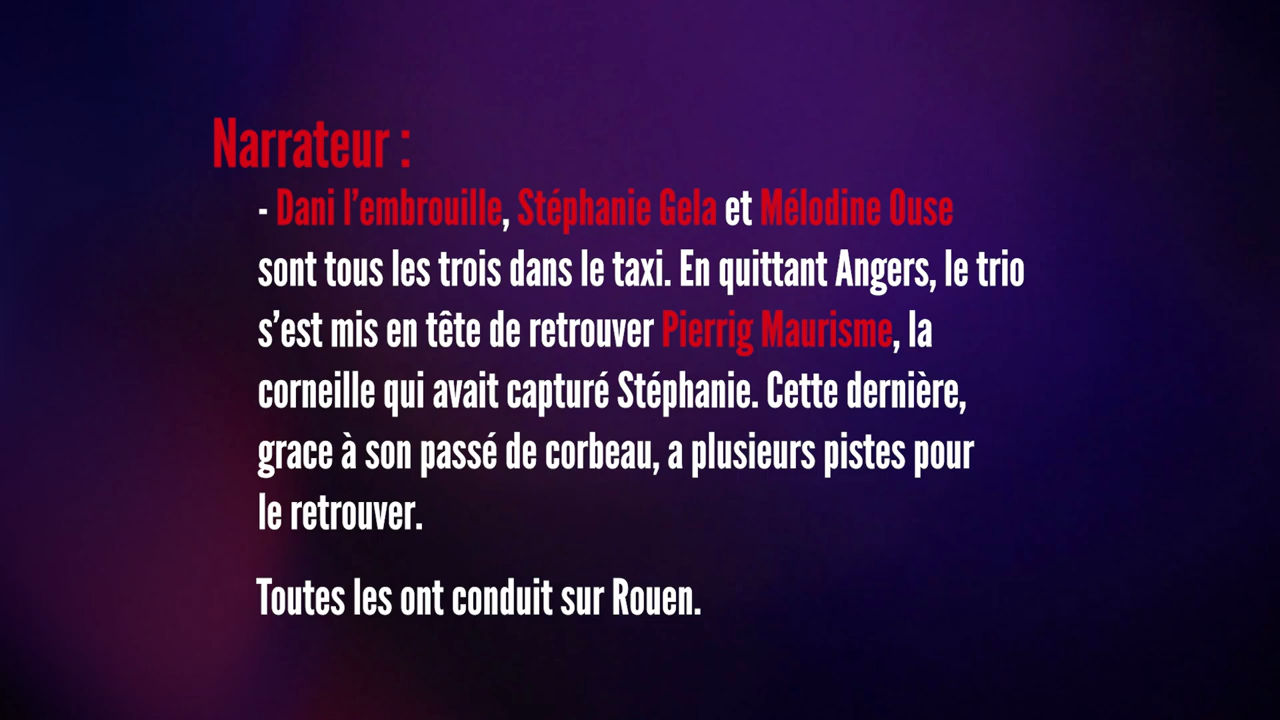 Narrateur :
- Dani l'embrouille, Stéphanie Gela et Mélodine Ouse
sont tous les trois dans le taxi. En quittant Angers, le trio
s'est mis en tête de retrouver Pierrig Maurisme, la
corneille qui avait capturé Stéphanie. Cette dernière,
grace à son passé de corbeau, a plusieurs pistes pour
le retrouver.
Toutes les ont conduit sur Rouen.